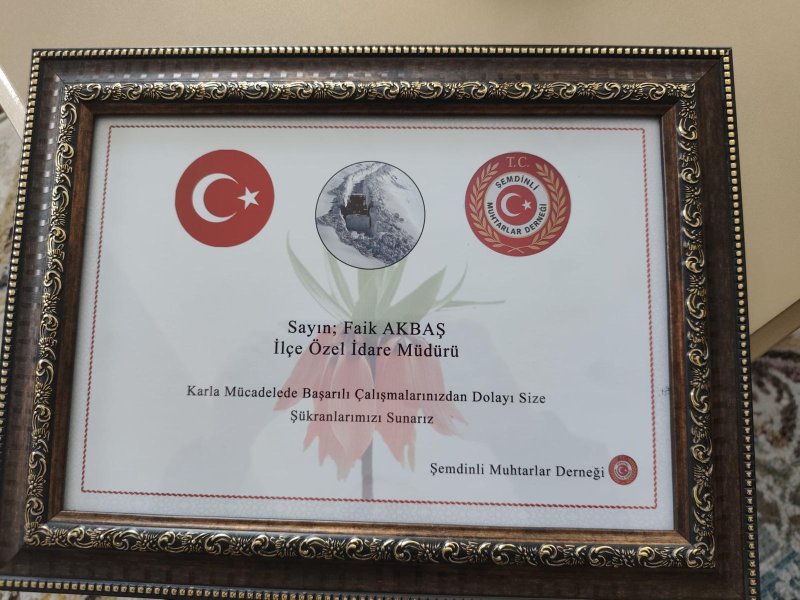 T.C.
ŞEMDİNLİ
MUHTARLAR DERNEĞİ
Sayın; Faik AKBAŞ
İlçe Özel İdare Müdürü
Karla Mücadelede Başarılı Çalışmalarınızdan Dolayı Size
Şükranlarımızı Sunarız
Şemdinli Muhtarlar Derneği